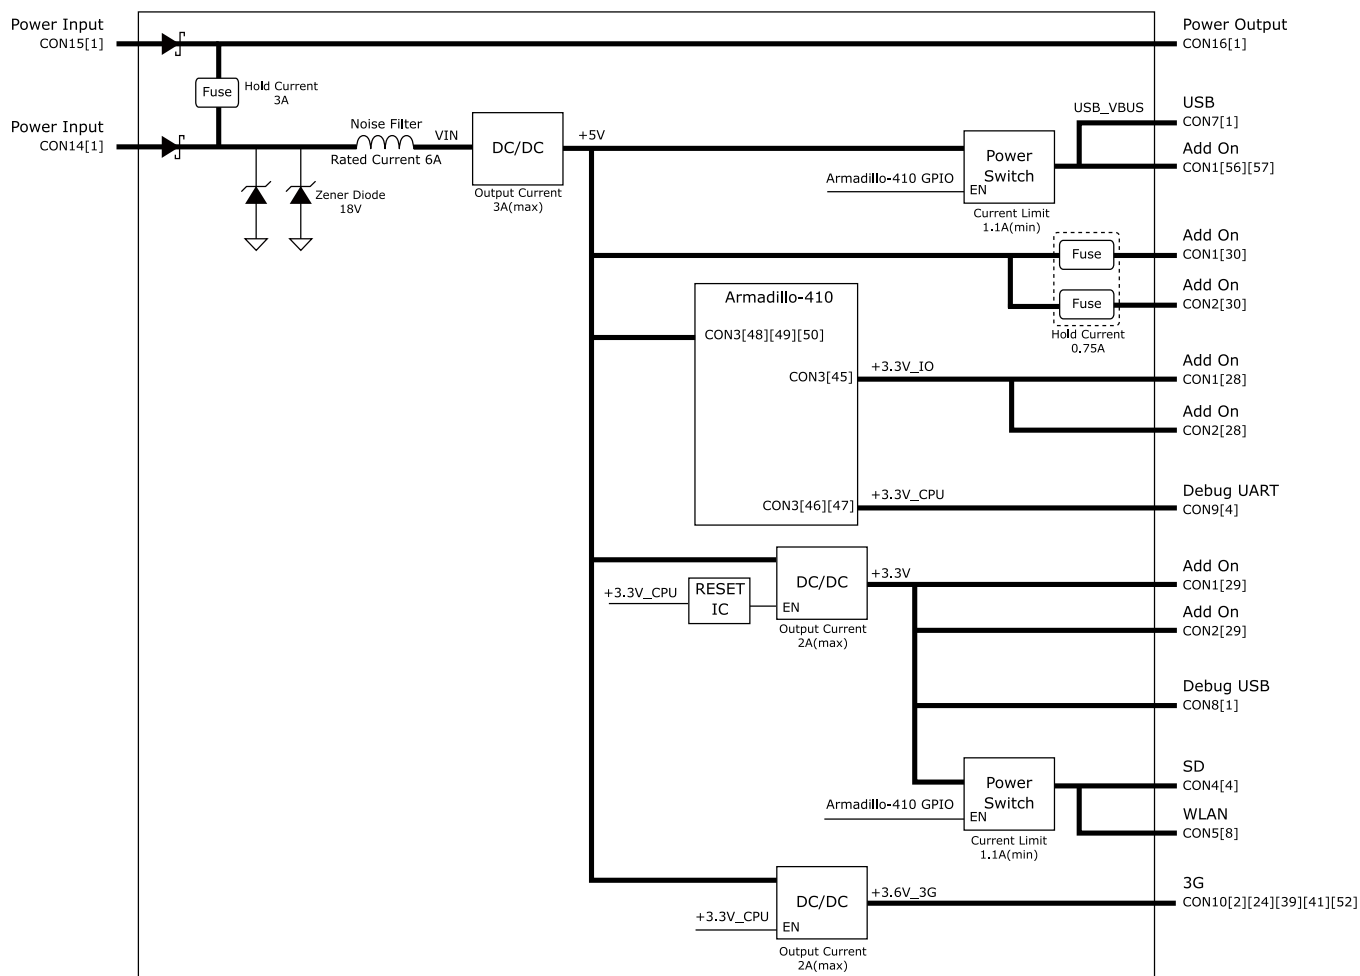 Power Input
CON15[1]
Power Output
CON16[1]
Fuse
Hold Current
3A
Power Input
CON14[1]
Noise Filter
Rated Current 6A
VIN
DC/DC
Output Current
3A(max)
+5V
Zener Diode
18V
Armadillo-410 GPIO
Power
Switch
EN
Current Limit
1.1A(min)
USB_VBUS
USB
CON7[1]
Add On
CON1[56][57]
Fuse
Add On
CON1[30]
Fuse
Add On
CON2[30]
Hold Current
0.75A
Armadillo-410
CON3[48][49][50]
CON3[45]
+3.3V_IO
Add On
CON1[28]
Add On
CON2[28]
CON3[46][47]
+3.3V_CPU
Debug UART
CON9[4]
+3.3V_CPU
RESET
IC
DC/DC
EN
Output Current
2A(max)
+3.3V
Add On
CON1[29]
Add On
CON2[29]
Debug USB
CON8[1]
Armadillo-410 GPIO
Power
Switch
EN
Current Limit
1.1A(min)
SD
CON4[4]
WLAN
CON5[8]
+3.3V_CPU
DC/DC
EN
Output Current
2A(max)
+3.6V_3G
3G
CON10[2][24][39][41][52]